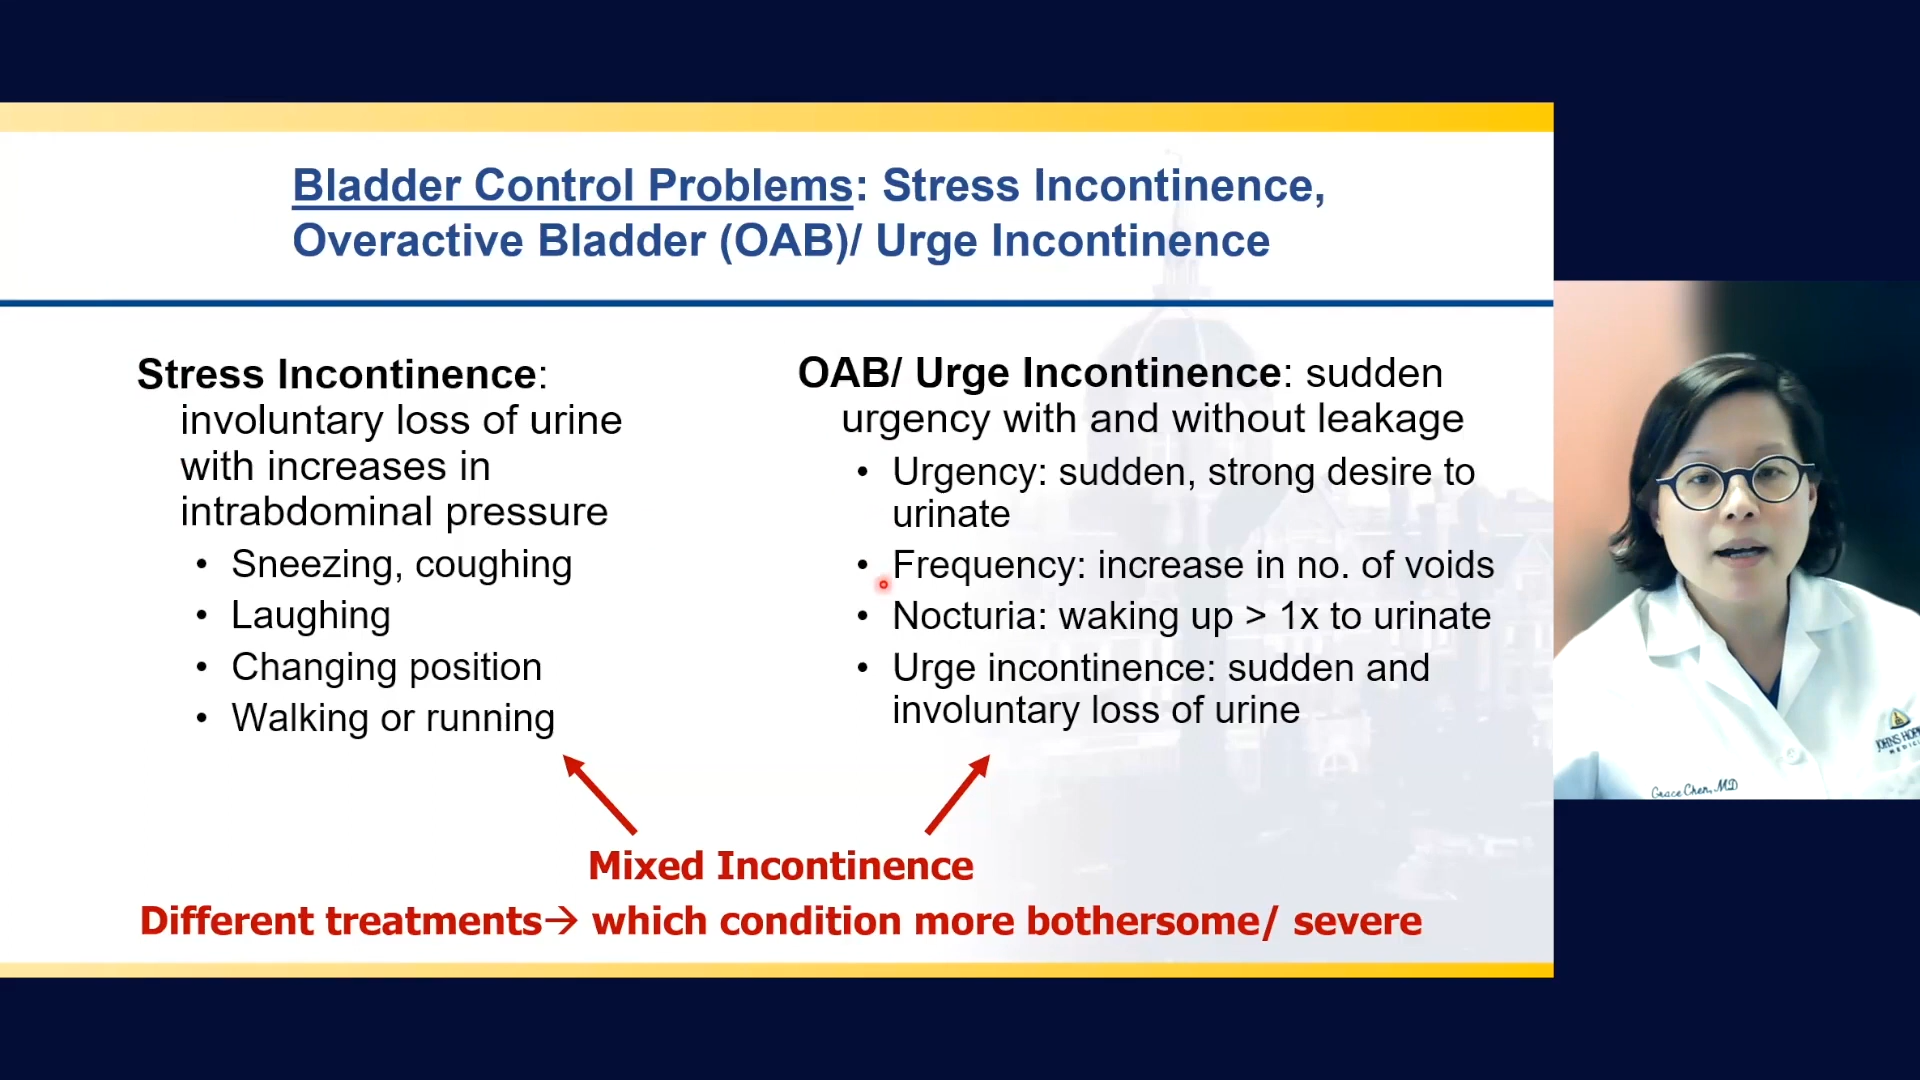 Bladder Control Problems: Stress Incontinence,
Overactive Bladder (OAB)/ Urge Incontinence
Stress Incontinence:
involuntary loss of urine
with increases in
intrabdominal pressure
• Sneezing, coughing
• Laughing
• Changing position
• Walking or running
OAB/ Urge Incontinence: sudden
urgency with and without leakage
• Urgency: sudden, strong desire to
urinate
• Frequency: increase in no. of voids
• Nocturia: waking up > 1x to urinate
• Urge incontinence: sudden and
involuntary loss of urine
Mixed Incontinence
Different treatments→ which condition more bothersome/ severe
Grace Chen, MD
JOHNS HOP
MEDIC